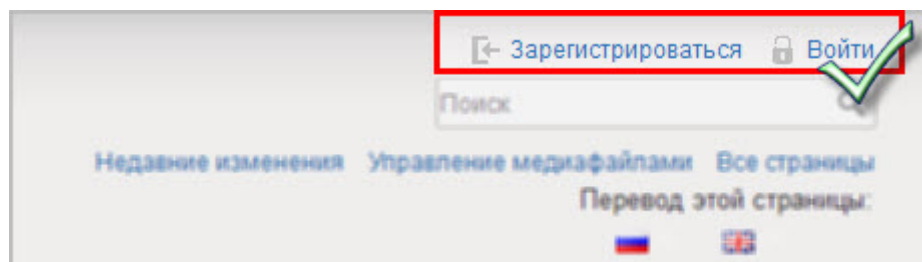 Зарегистрироваться Войти
Поиск
Недавние изменения Управление медиафайлами Все страницы
Перевод этой страницы: